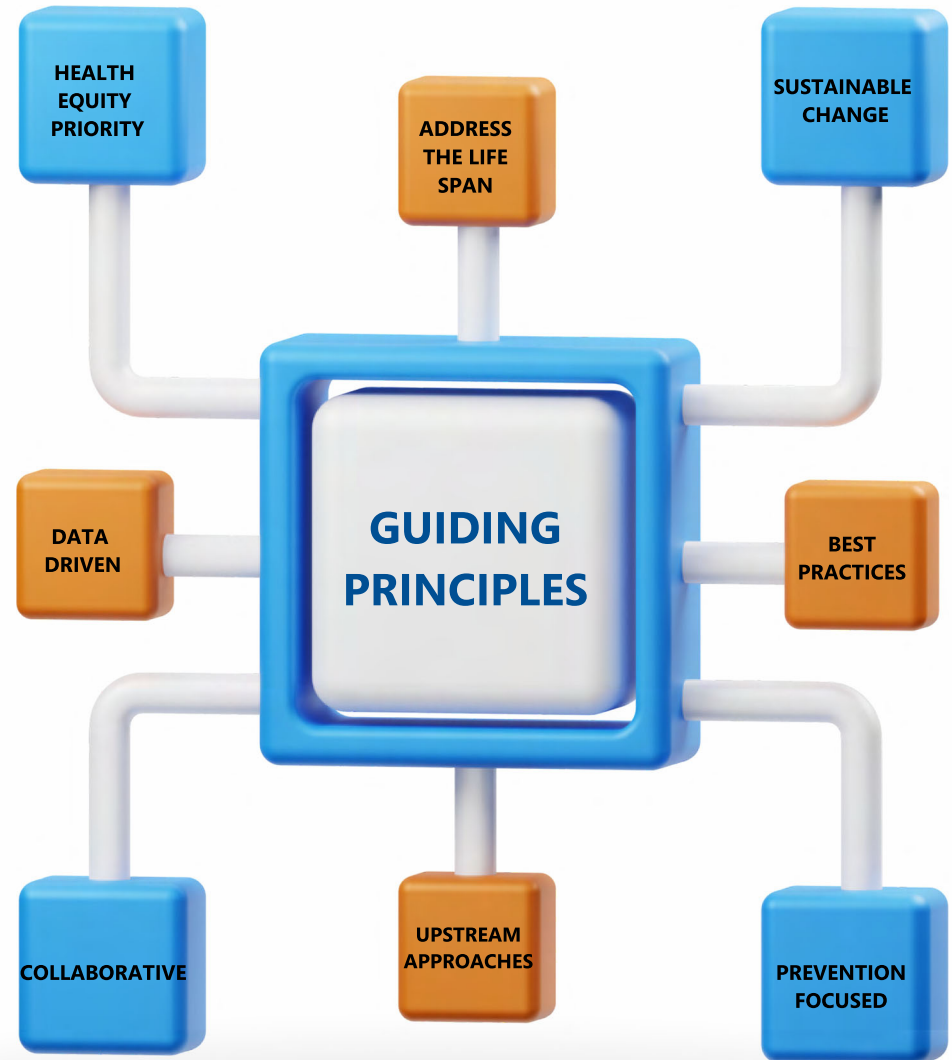 HEALTH
EQUITY
PRIORITY
ADDRESS
THE LIFE
SPAN
SUSTAINABLE
CHANGE
DATA
DRIVEN
GUIDING
PRINCIPLES
BEST
PRACTICES
COLLABORATIVE
UPSTREAM
APPROACHES
PREVENTION
FOCUSED